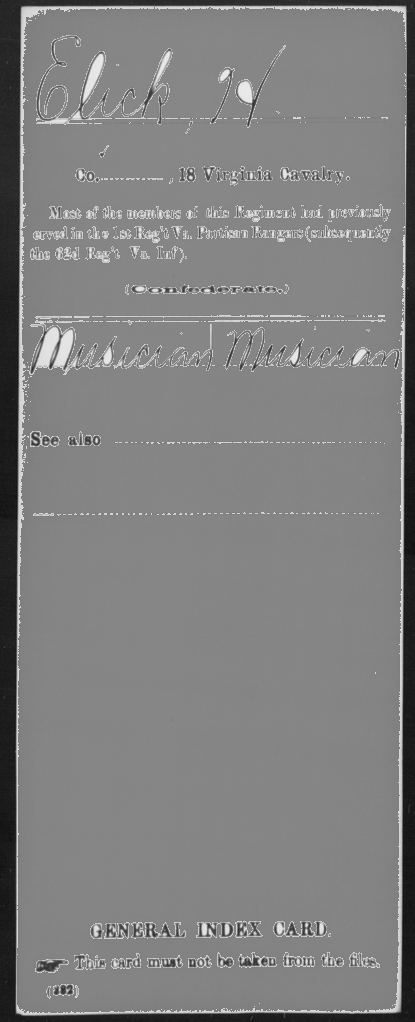 Elick, W
✓
Co. , 18 Virginia Cavalry.
Most of the members of this Regiment had previously
erved in the 1st Reg't Va. Partisan Rangers (subsequently
the 62d Reg't Va. Inf').
(Confederate.)
Musician Musician
See also
GENERAL INDEX CARD.
☞ This card must not be taken from the files.